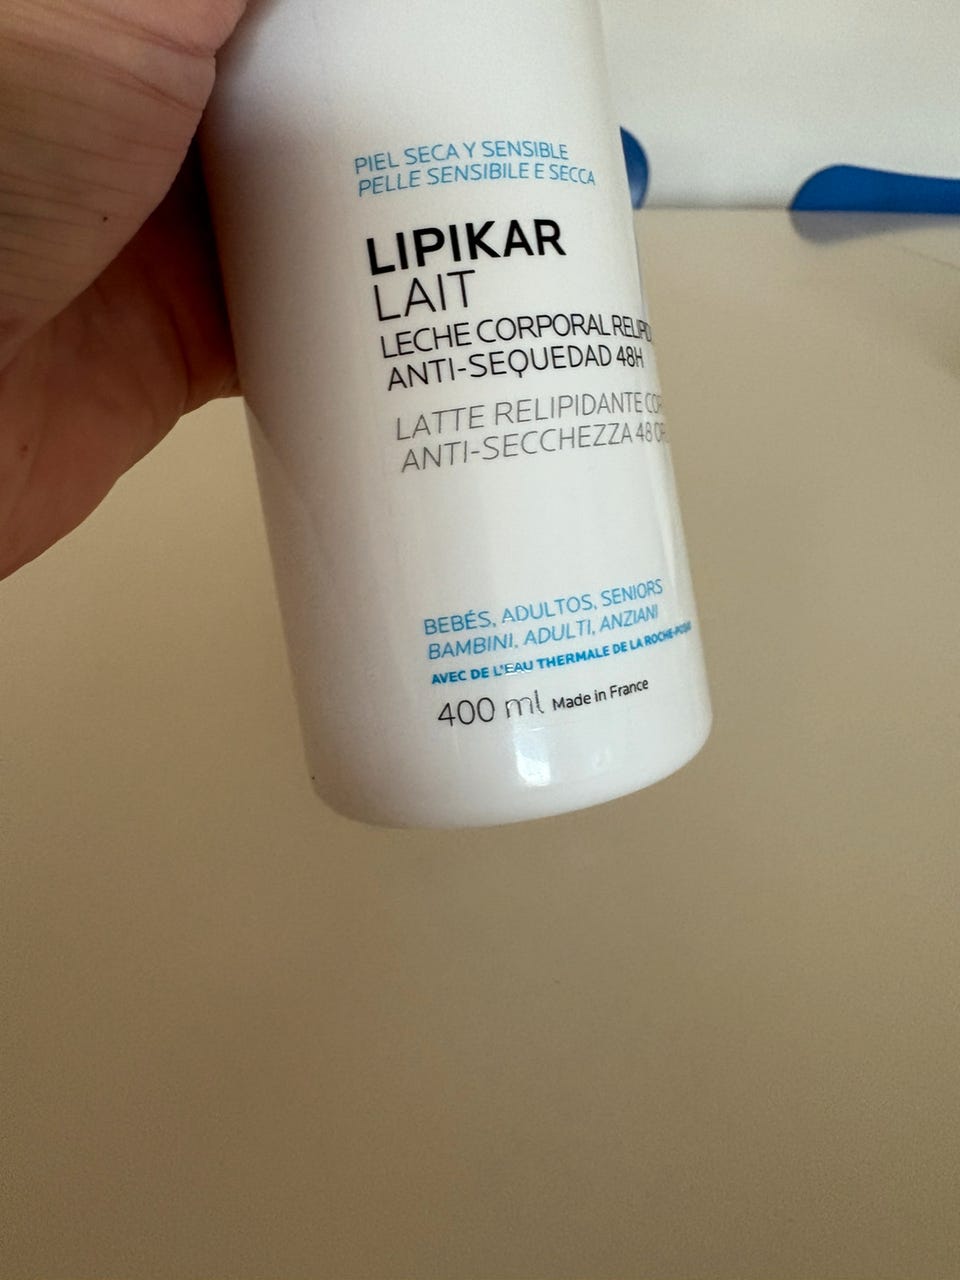 PIEL SECA Y SENSIBLE
PELLE SENSIBILE E SECCA
LIPIKAR
LAIT
LECHE CORPORAL
ANTI-SEQUEDAD 48H
LATTE RELIPIDANTE
ANTI-SECCHEZZA 48
BEBÉS, ADULTOS, SENIORS
BAMBINI, ADULTI, ANZIANI
AVEC DE L'EAU THERMALE DE LA ROCHE-POSAY
400 ml Made in France